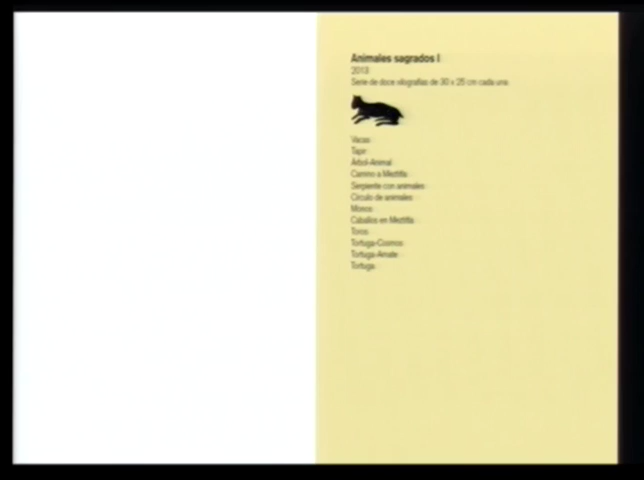 Animales sagrados I
2013
Serie de doce xilografías de 30 x 25 cm cada una
Vacas
Tapir
Árbol-Animal
Camino a Meztitla
Serpiente con animales
Círculo de animales
Monos
Caballos en Meztitla
Toros
Tortuga-Cosmos
Tortuga-Amate
Tortuga